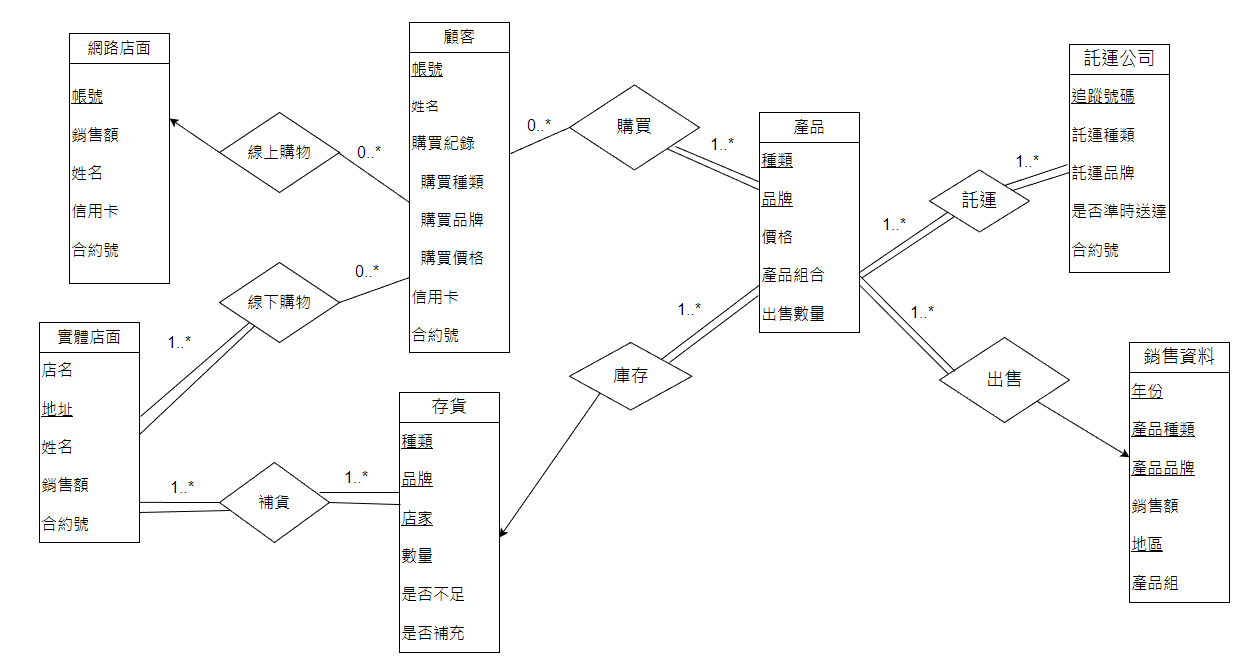 網路店面
帳號
銷售額
姓名
信用卡
合約號
線上購物
0..*
顧客
帳號
姓名
購買紀錄
購買種類
購買品牌
購買價格
信用卡
合約號
0..*
購買
1..*
產品
種類
品牌
價格
產品組合
出售數量
1..*
託運
1..*
託運公司
追蹤號碼
託運種類
託運品牌
是否準時送達
合約號
線下購物
0..*
1..*
實體店面
店名
地址
姓名
銷售額
合約號
1..*
補貨
1..*
存貨
種類
品牌
店家
數量
是否不足
是否補充
1..*
庫存
1..*
出售
銷售資料
年份
產品種類
產品品牌
銷售額
地區
產品組